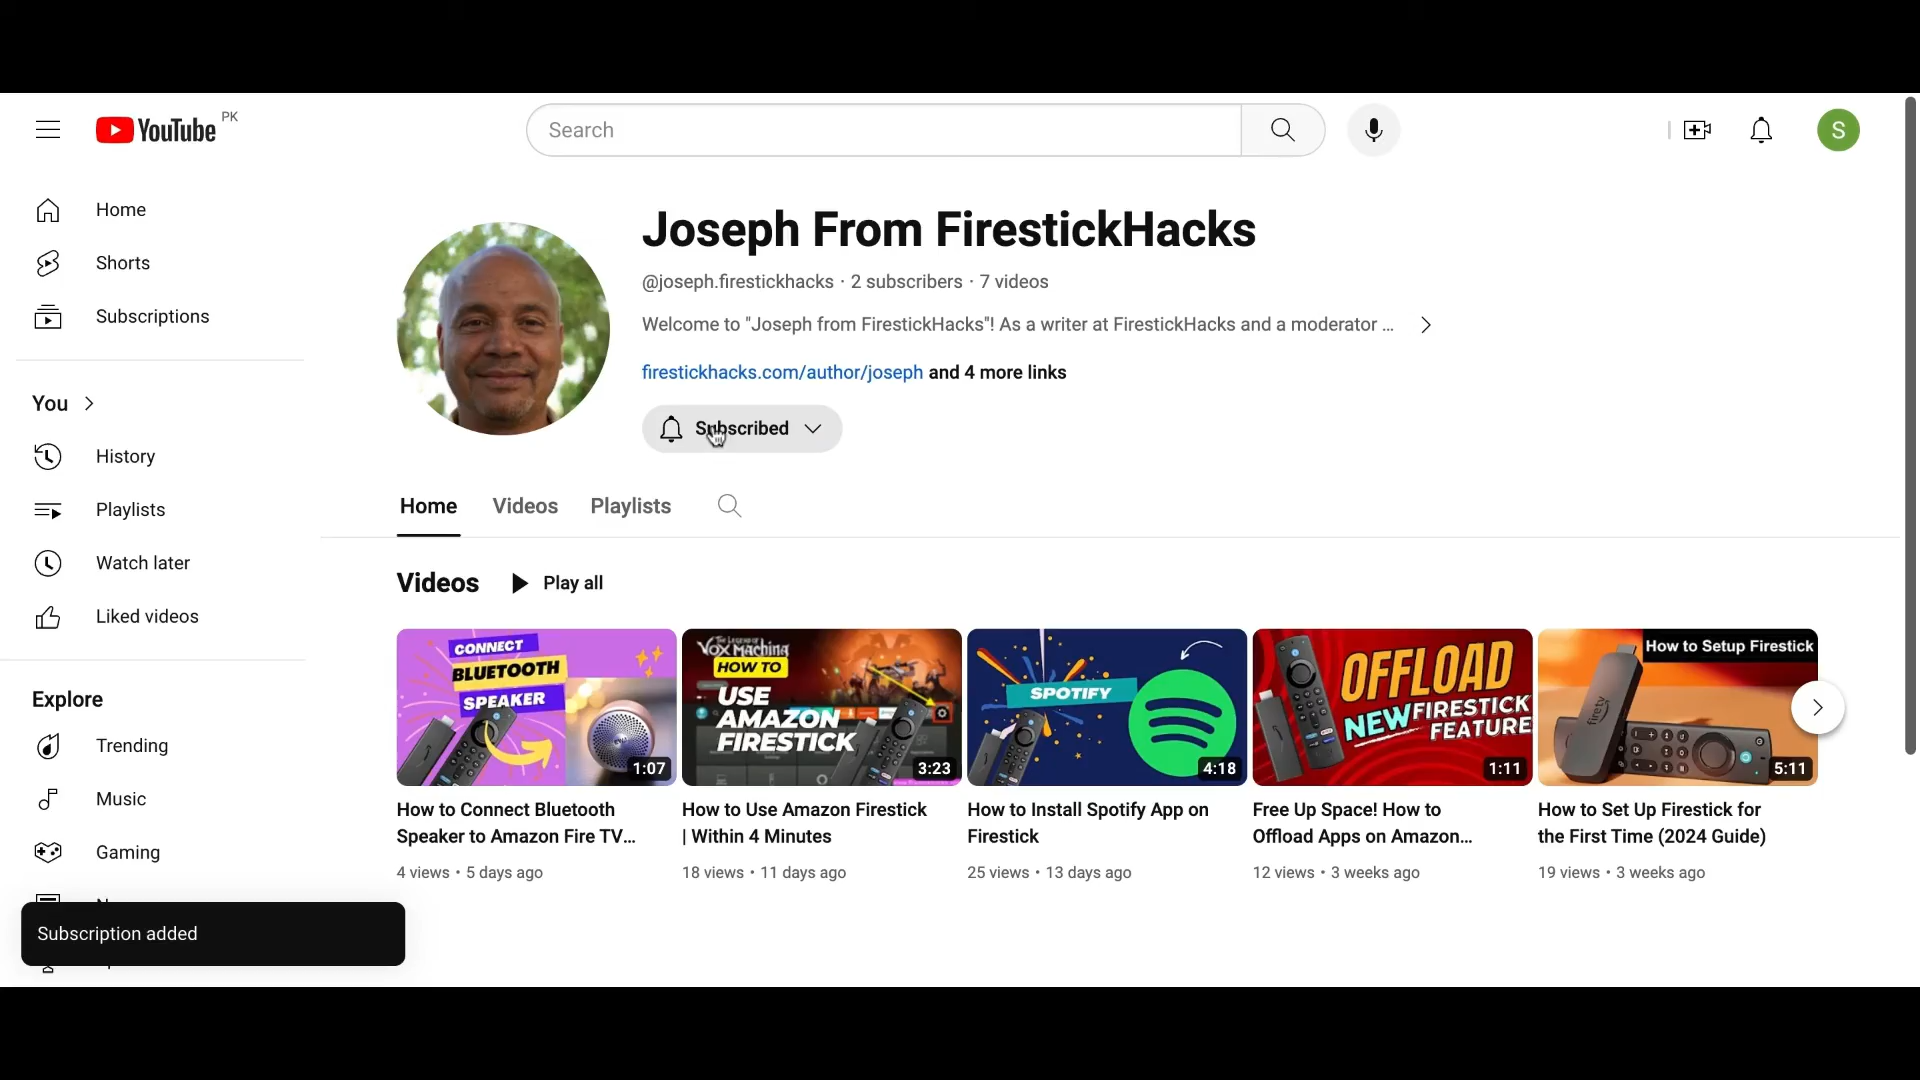 YouTube PK
Search
S
Home
Shorts
Subscriptions
You
History
Playlists
Watch later
Liked videos
Explore
Trending
Music
Gaming
Subscription added
Joseph From FirestickHacks
@joseph.firestickhacks · 2 subscribers · 7 videos
Welcome to "Joseph from FirestickHacks"! As a writer at FirestickHacks and a moderator ...
firestickhacks.com/author/joseph and 4 more links
Subscribed
Home Videos Playlists
Videos Play all
CONNECT
BLUETOOTH
SPEAKER
1:07
How to Connect Bluetooth
Speaker to Amazon Fire TV...
4 views • 5 days ago
THE LEGEND OF
VOX MACHINA
HOW TO
USE
AMAZON
FIRESTICK
3:23
How to Use Amazon Firestick
| Within 4 Minutes
18 views • 11 days ago
SPOTIFY
4:18
How to Install Spotify App on
Firestick
25 views • 13 days ago
OFFLOAD
NEW FIRESTICK
FEATURE
1:11
Free Up Space! How to
Offload Apps on Amazon...
12 views • 3 weeks ago
How to Setup Firestick
firetv
5:11
How to Set Up Firestick for
the First Time (2024 Guide)
19 views • 3 weeks ago